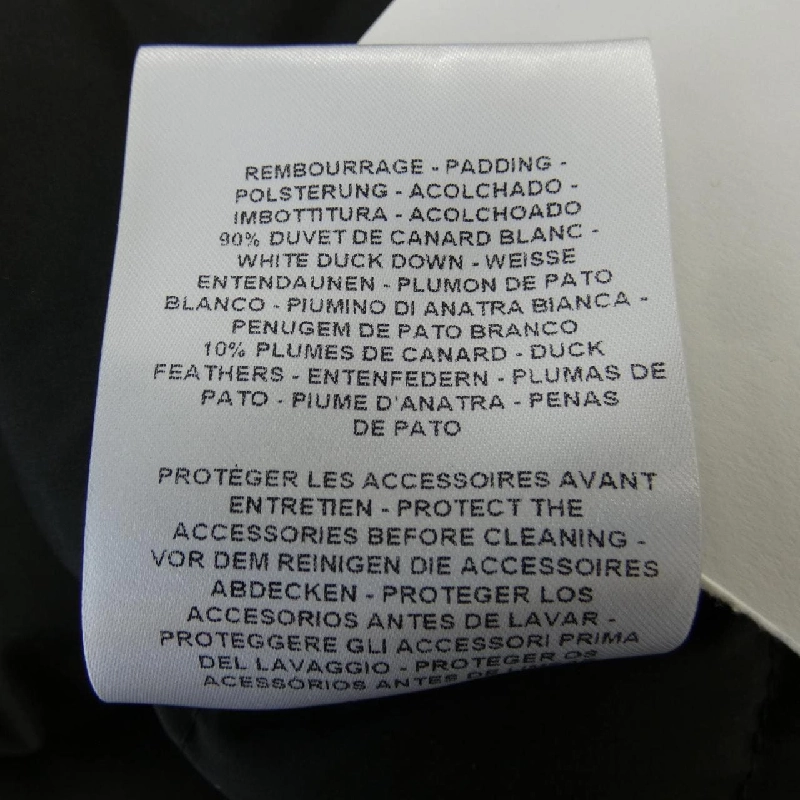 REMBOURRAGE - PADDING -
POLSTERUNG - ACOLCHADO -
IMBOTTITURA - ACOLCHOADO
90% DUVET DE CANARD BLANC -
WHITE DUCK DOWN - WEISSE
ENTENDAUNEN - PLUMON DE PATO
BLANCO - PIUMINO DI ANATRA BIANCA -
PENUGEM DE PATO BRANCO
10% PLUMES DE CANARD - DUCK
FEATHERS - ENTENFEDERN - PLUMAS DE
PATO - PIUME D'ANATRA - PENAS
DE PATO
PROTÉGER LES ACCESSOIRES AVANT
ENTRETIEN - PROTECT THE
ACCESSORIES BEFORE CLEANING -
VOR DEM REINIGEN DIE ACCESSOIRES
ABDECKEN - PROTEGER LOS
ACCESORIOS ANTES DE LAVAR -
PROTEGGERE GLI ACCESSORI PRIMA
DEL LAVAGGIO - PROTEGER OS
ACESSÓRIOS ANTES DE